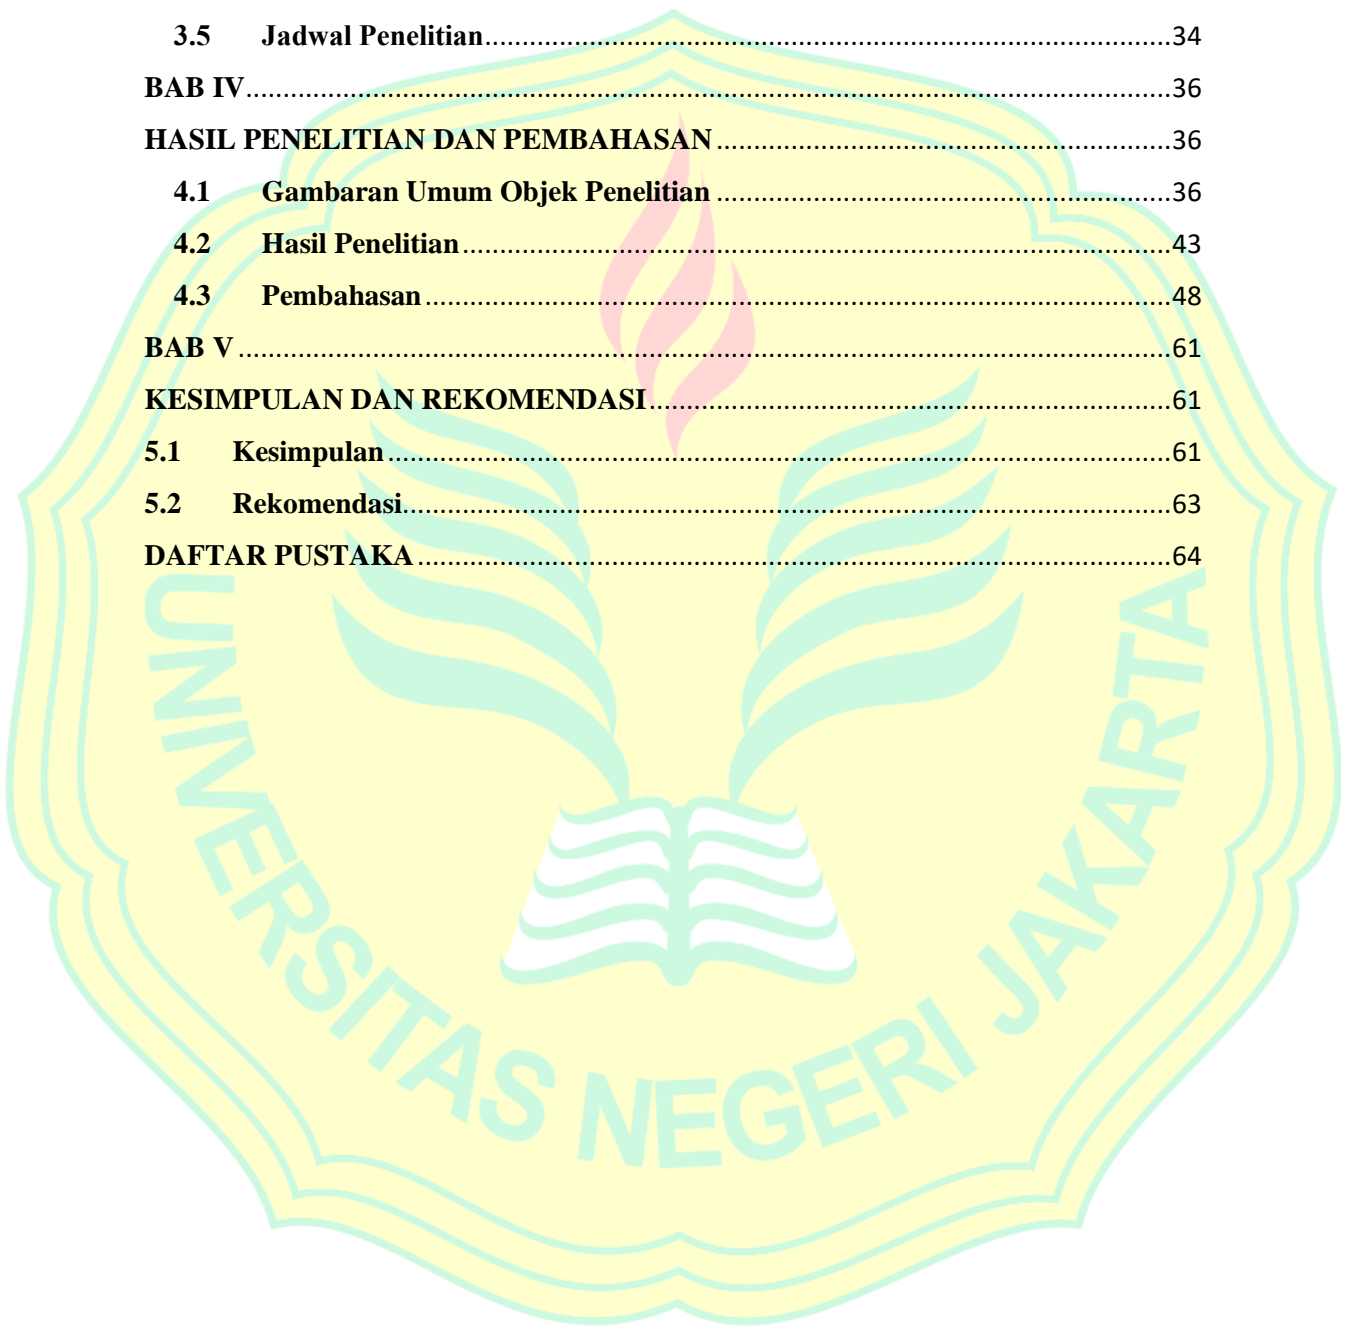 3.5 Jadwal Penelitian........................................................................................34
BAB IV........................................................................................36
HASIL PENELITIAN DAN PEMBAHASAN........................................................................................36
4.1 Gambaran Umum Objek Penelitian........................................................................................36
4.2 Hasil Penelitian........................................................................................43
4.3 Pembahasan........................................................................................48
BAB V........................................................................................61
KESIMPULAN DAN REKOMENDASI........................................................................................61
5.1 Kesimpulan........................................................................................61
5.2 Rekomendasi........................................................................................63
DAFTAR PUSTAKA........................................................................................64
UNIVERSITAS NEGERI JAKARTA